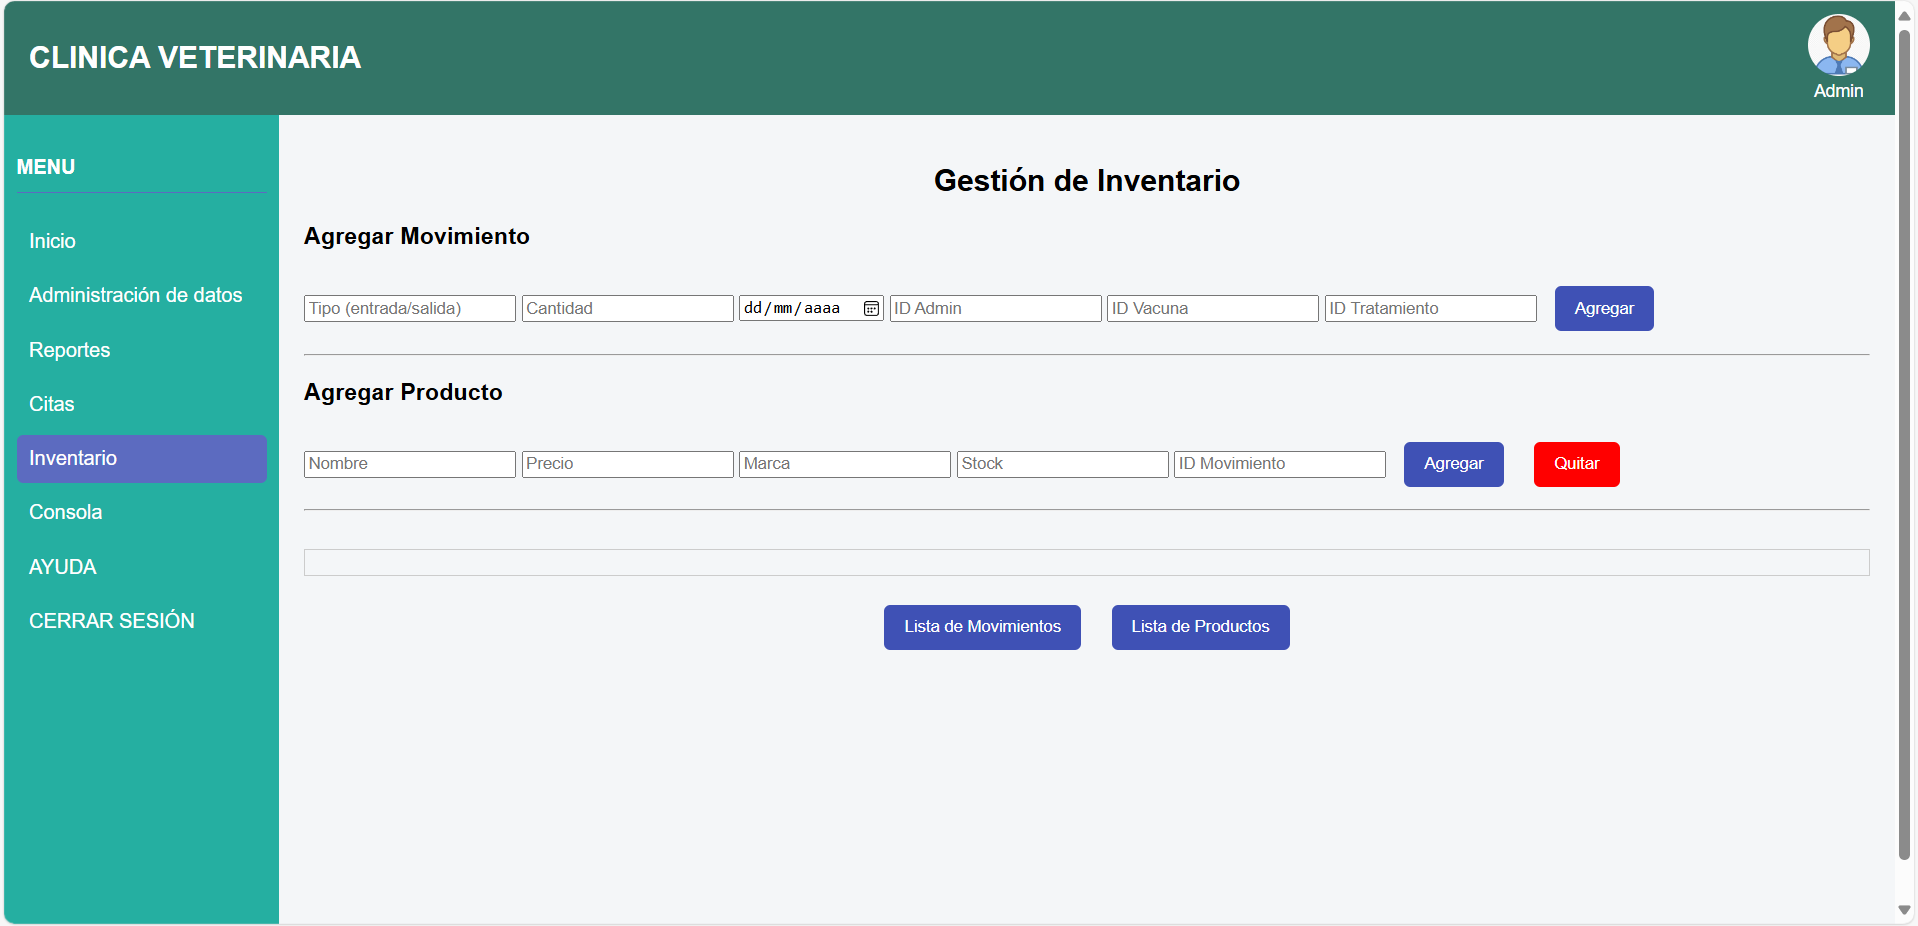 CLINICA VETERINARIA
Admin
MENU
Inicio
Administración de datos
Reportes
Citas
Inventario
Consola
AYUDA
CERRAR SESIÓN
Gestión de Inventario
Agregar Movimiento
Tipo (entrada/salida) Cantidad dd/mm/aaaa ID Admin ID Vacuna ID Tratamiento Agregar
Agregar Producto
Nombre Precio Marca Stock ID Movimiento Agregar Quitar
Lista de Movimientos Lista de Productos